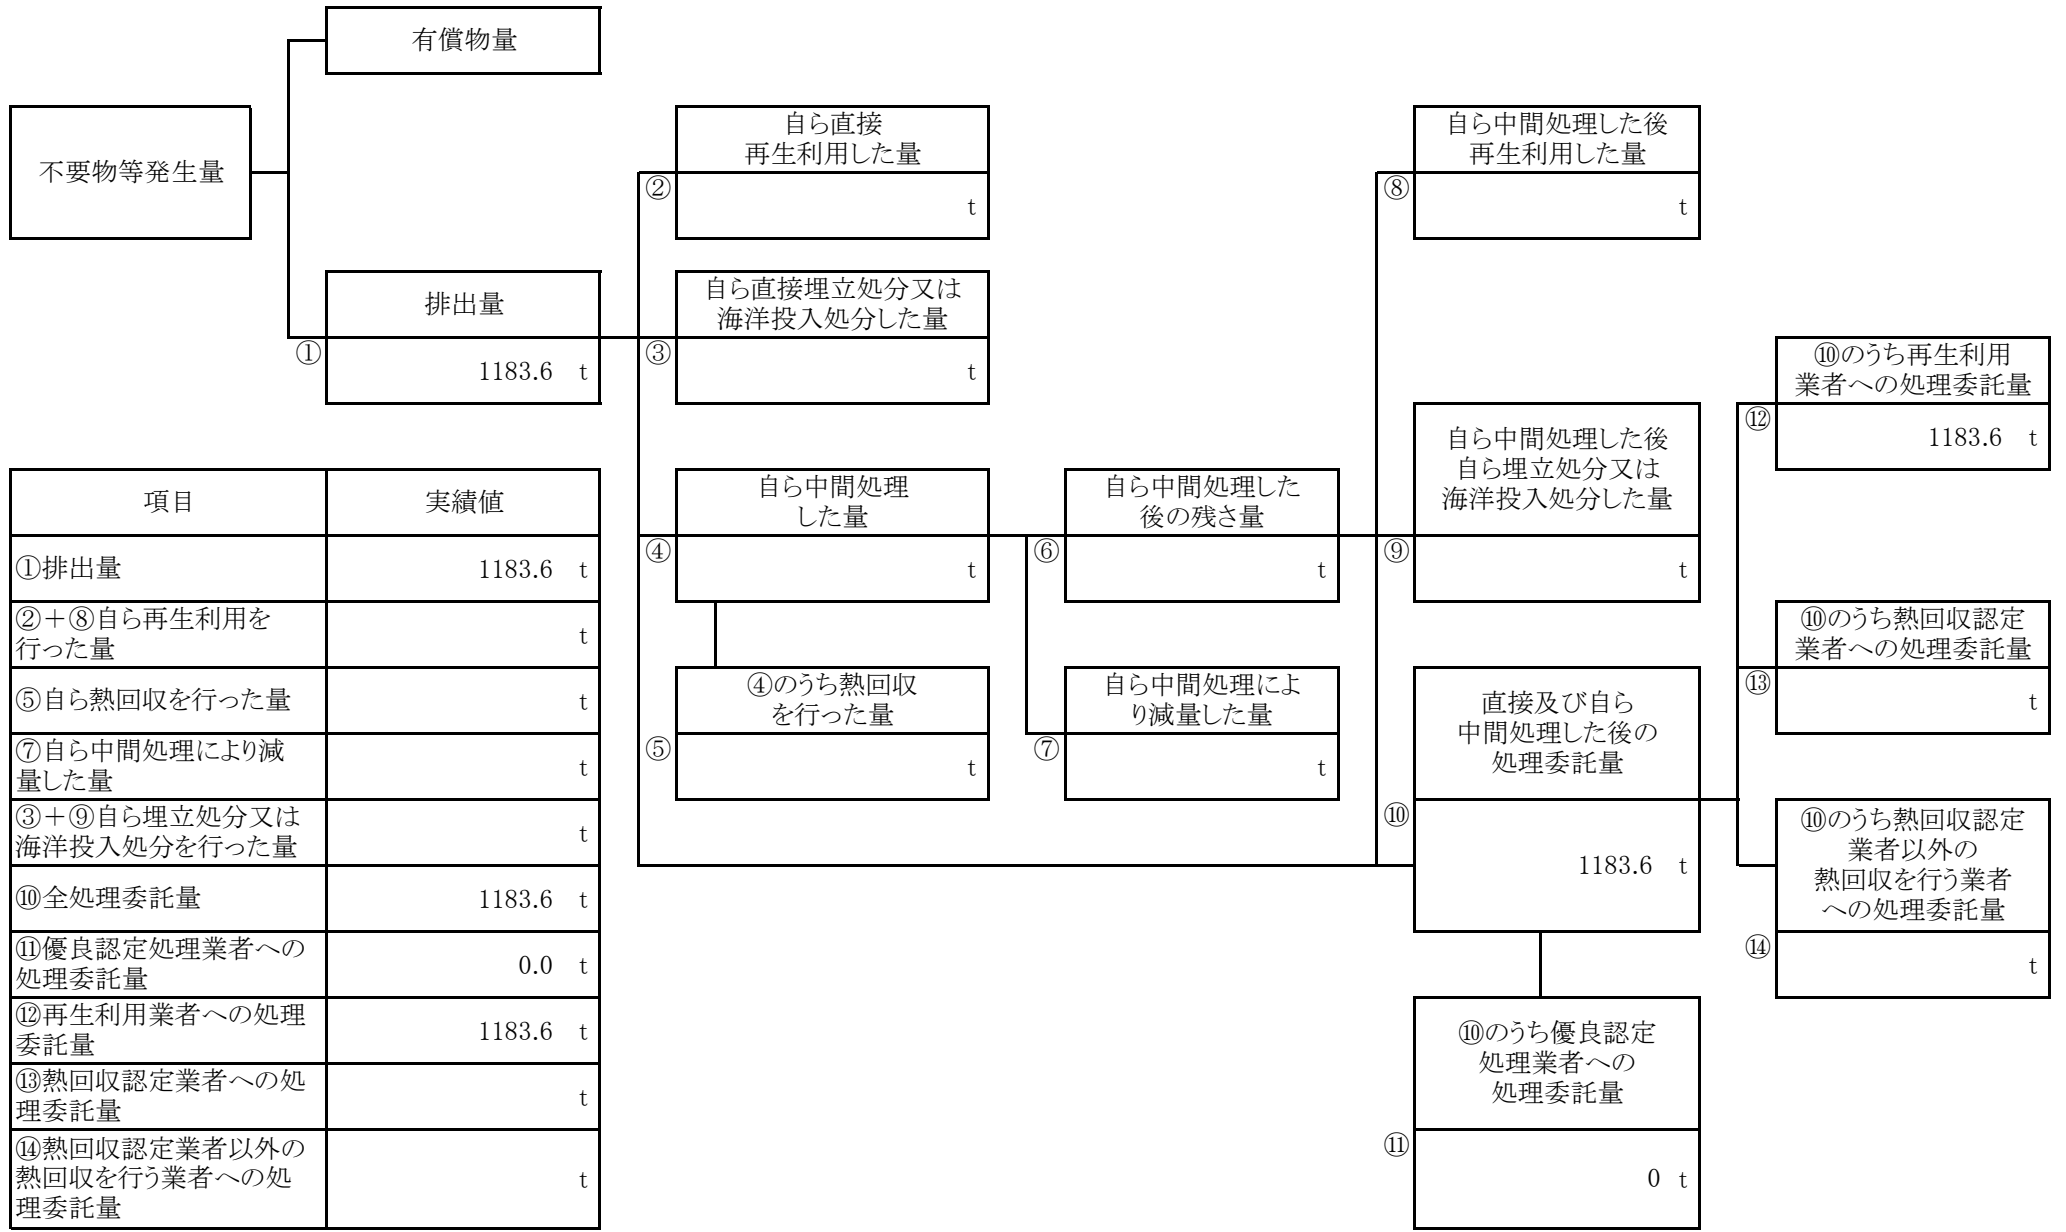 有償物量
不要物等発生量
排出量
①
1183.6 t
自ら直接
再生利用した量
②
t
自ら直接埋立処分又は
海洋投入処分した量
③
t
自ら中間処理
した量
④
t
④のうち熱回収
を行った量
⑤
t
自ら中間処理した
後の残さ量
⑥
t
自ら中間処理によ
り減量した量
⑦
t
自ら中間処理した後
再生利用した量
⑧
t
自ら中間処理した後
自ら埋立処分又は
海洋投入処分した量
⑨
t
直接及び自ら
中間処理した後の
処理委託量
⑩
1183.6 t
⑩のうち優良認定
処理業者への
処理委託量
⑪
0 t
⑩のうち再生利用
業者への処理委託量
⑫
1183.6 t
⑩のうち熱回収認定
業者への処理委託量
⑬
t
⑩のうち熱回収認定
業者以外の
熱回収を行う業者
への処理委託量
⑭
t
項目 実績値
①排出量 1183.6 t
②＋⑧自ら再生利用を
行った量
t
⑤自ら熱回収を行った量 t
⑦自ら中間処理により減
量した量
t
③＋⑨自ら埋立処分又は
海洋投入処分を行った量
t
⑩全処理委託量 1183.6 t
⑪優良認定処理業者への
処理委託量
0.0 t
⑫再生利用業者への処理
委託量
1183.6 t
⑬熱回収認定業者への処
理委託量
t
⑭熱回収認定業者以外の
熱回収を行う業者への処
理委託量
t